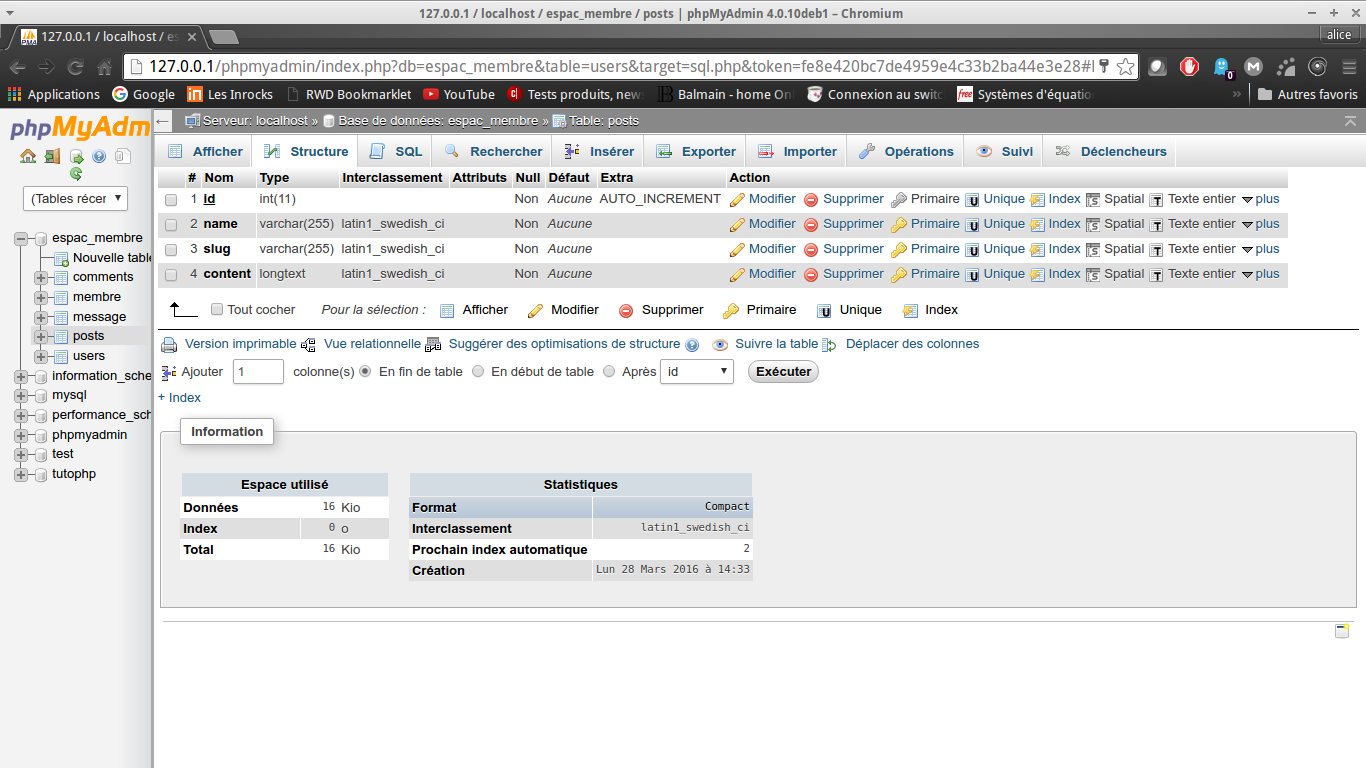 127.0.0.1 / localhost / espac_membre / posts | phpMyAdmin 4.0.10deb1 – Chromium
127.0.0.1 / localhost / es
alice
127.0.0.1/phpmyadmin/index.php?db=espac_membre&table=users&target=sql.php&token=fe8e420bc7de4959e4c33b2ba44e3e28#l
Applications Google Les Inrocks RWD Bookmarklet YouTube Tests produits, new Balmain - home On Connexion au swit Systèmes d'équatio » Autres favoris
phpMyAdm
Serveur: localhost » Base de données: espac_membre » Table: posts
Afficher Structure SQL Rechercher Insérer Exporter Importer Opérations Suivi Déclencheurs
(Tables récer
espac_membre
Nouvelle table
comments
membre
message
posts
users
information_sche
mysql
performance_sch
phpmyadmin
test
tutophp
# Nom Type Interclassement Attributs Null Défaut Extra Action
1 id int(11) Non Aucune AUTO_INCREMENT Modifier Supprimer Primaire Unique Index Spatial Texte entier plus
2 name varchar(255) latin1_swedish_ci Non Aucune Modifier Supprimer Primaire Unique Index Spatial Texte entier plus
3 slug varchar(255) latin1_swedish_ci Non Aucune Modifier Supprimer Primaire Unique Index Spatial Texte entier plus
4 content longtext latin1_swedish_ci Non Aucune Modifier Supprimer Primaire Unique Index Spatial Texte entier plus
Tout cocher Pour la sélection : Afficher Modifier Supprimer Primaire Unique Index
Version imprimable Vue relationnelle Suggérer des optimisations de structure Suivre la table Déplacer des colonnes
Ajouter 1 colonne(s) En fin de table En début de table Après id Exécuter
+ Index
Information
Espace utilisé
Données 16 Kio
Index 0 o
Total 16 Kio
Statistiques
Format Compact
Interclassement latin1_swedish_ci
Prochain index automatique 2
Création Lun 28 Mars 2016 à 14:33